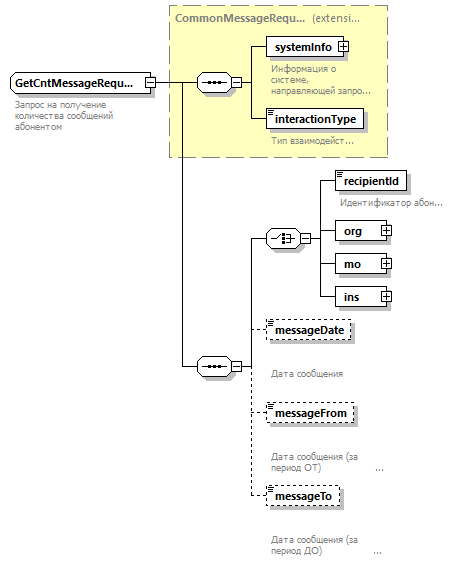 CommonMessageRequ... (extensi...
systemInfo
Информация о
системе,
направляющей запро...
GetCntMessageRequ...
Запрос на получение
количества сообщений
абонентом
interactionType
Тип взаимодейст...
recipientId
Идентификатор абон...
org
mo
ins
messageDate
Дата сообщения
messageFrom
Дата сообщения (за
период ОТ) ...
messageTo
Дата сообщения (за
период ДО) ...